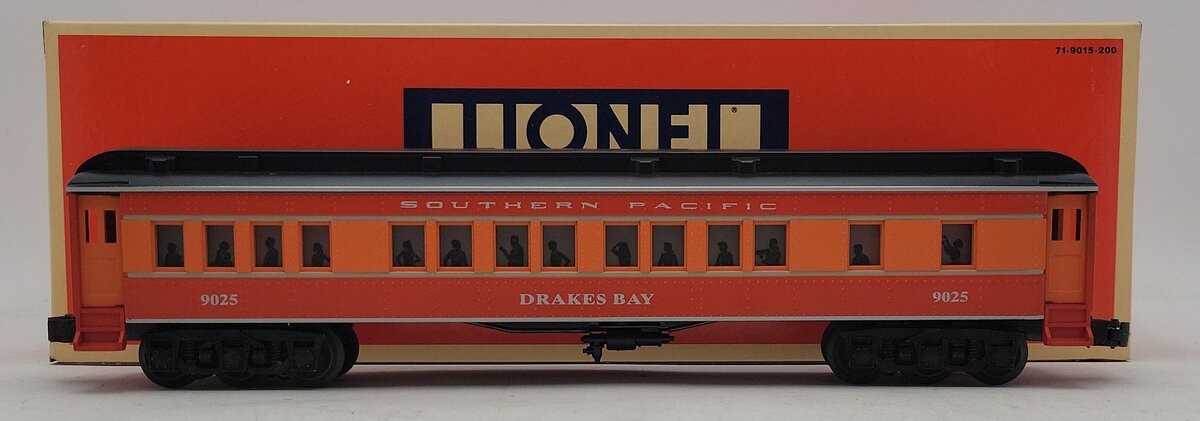 71-9015-200
LIONEL®
SOUTHERN PACIFIC
9025 DRAKES BAY 9025